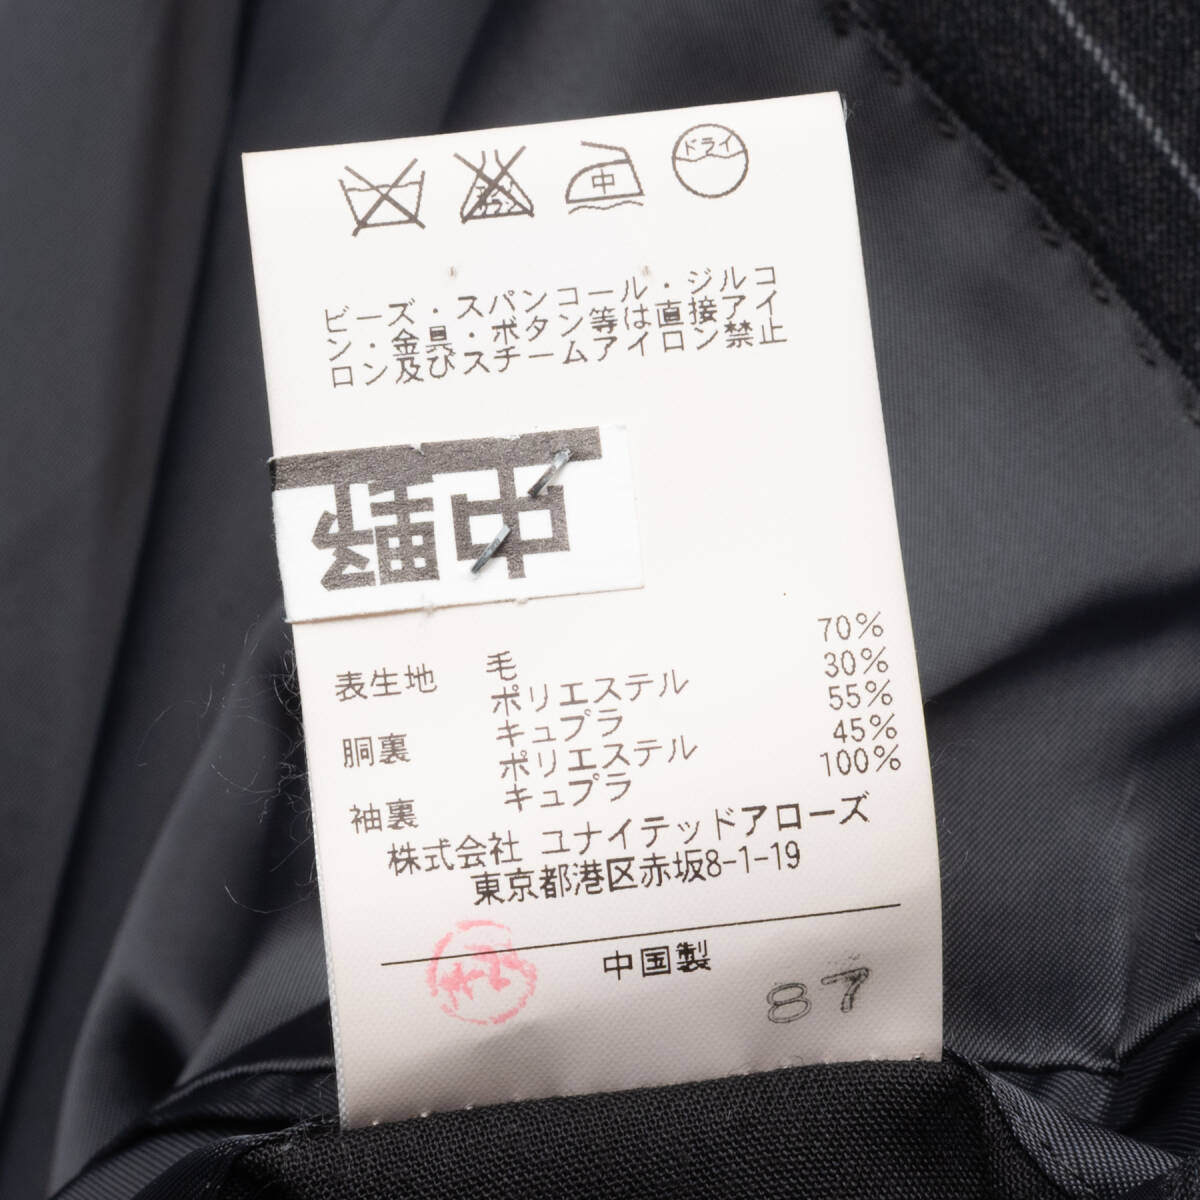 中
ドライ
ビーズ・スパンコール・ジルコ
ン・金具・ボタン等は直接アイ
ロン及びスチームアイロン禁止
中野
表生地 毛 70%
ポリエステル 30%
胴裏 キュプラ 55%
ポリエステル 45%
袖裏 キュプラ 100%
株式会社 ユナイテッドアローズ
東京都港区赤坂8-1-19
中国製
87